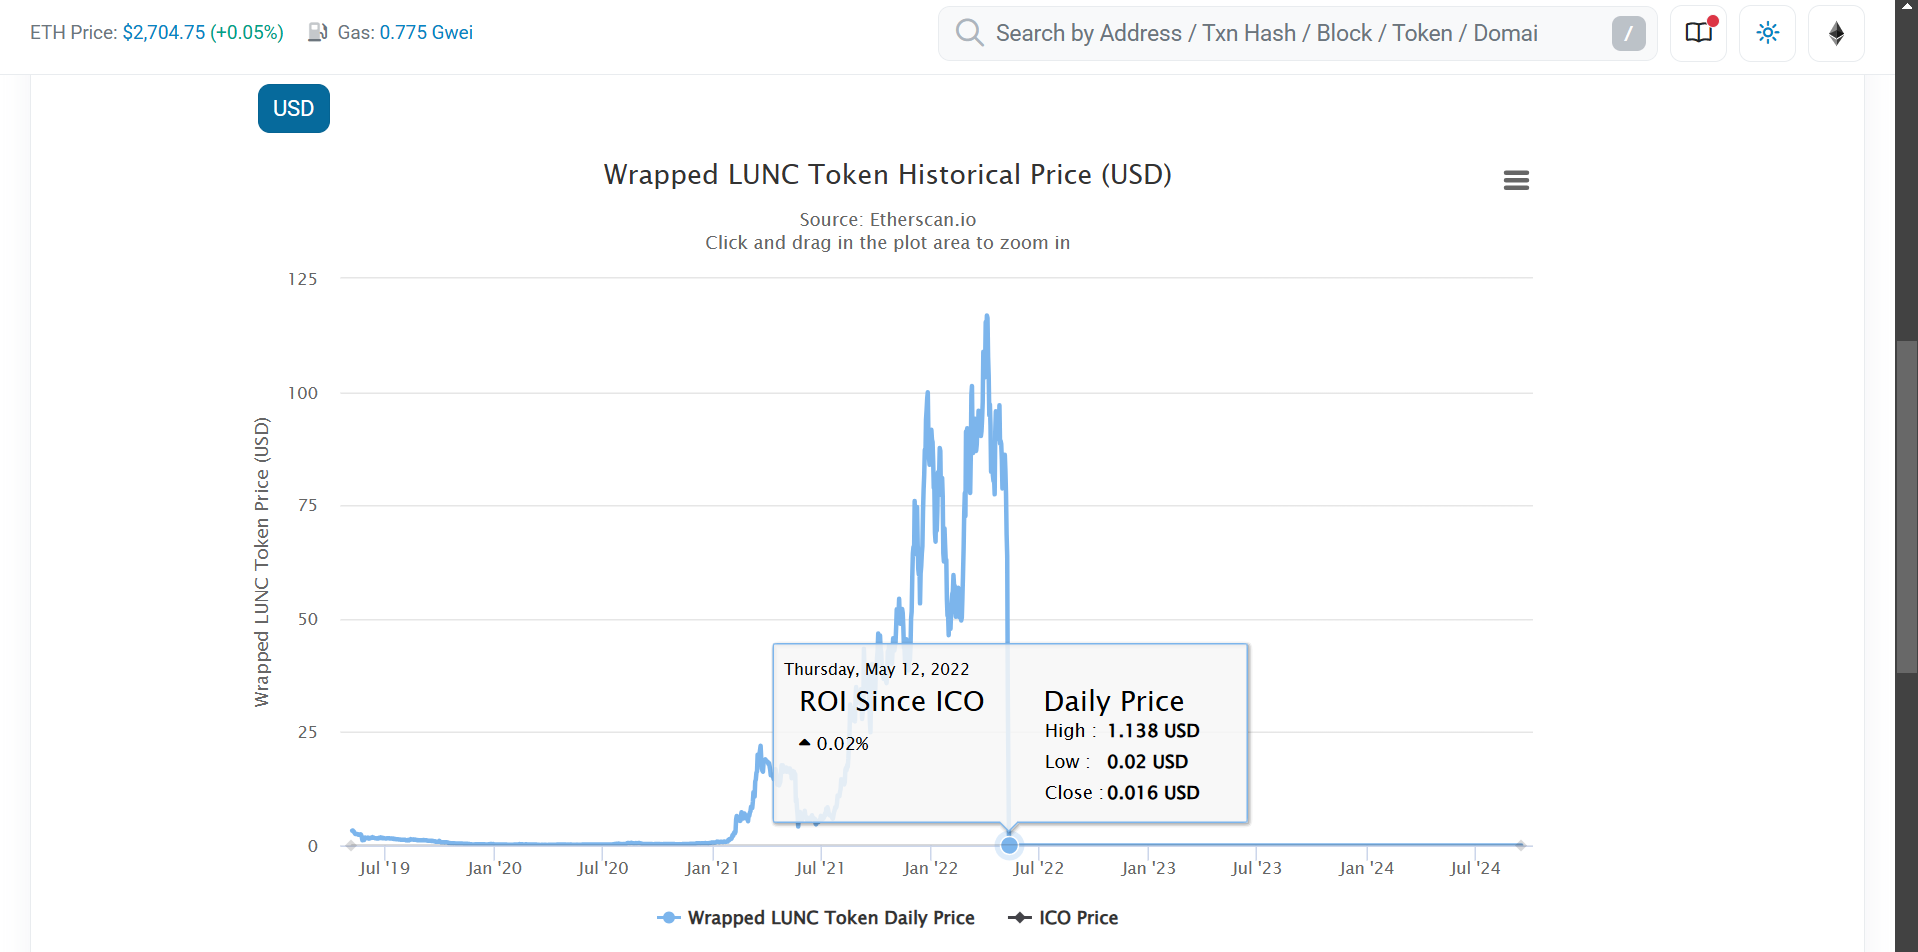 ETH Price: $2,704.75 (+0.05%) Gas: 0.775 Gwei
Search by Address / Txn Hash / Block / Token / Domai /
USD
Wrapped LUNC Token Historical Price (USD)
Source: Etherscan.io
Click and drag in the plot area to zoom in
Wrapped LUNC Token Price (USD)
125
100
75
50
25
0
Thursday, May 12, 2022
ROI Since ICO
0.02%
Daily Price
High : 1.138 USD
Low : 0.02 USD
Close : 0.016 USD
Jul '19 Jan '20 Jul '20 Jan '21 Jul '21 Jan '22 Jul '22 Jan '23 Jul '23 Jan '24 Jul '24
Wrapped LUNC Token Daily Price ICO Price